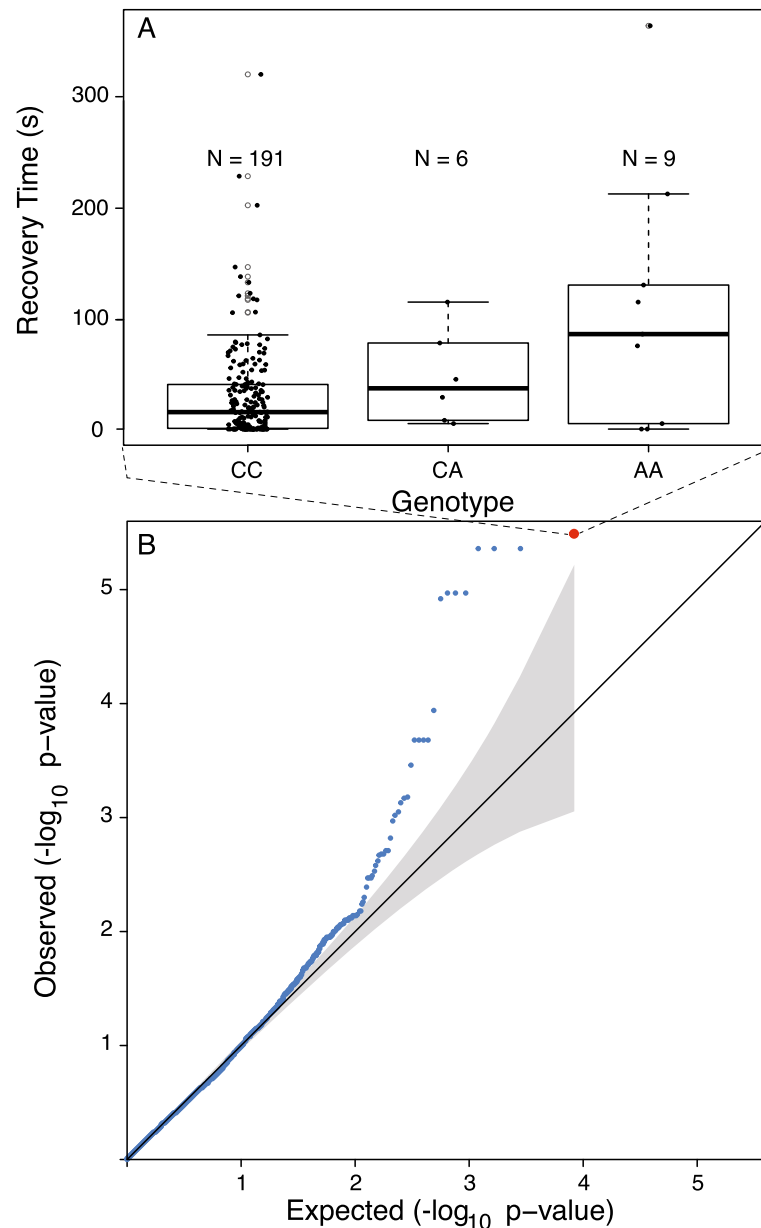 A
Recovery Time (s)
300
200
100
0
N = 191
N = 6
N = 9
CC
CA
AA
Genotype
B
Observed (-log10 p−value)
5
4
3
2
1
1
2
3
4
5
Expected (-log10 p−value)